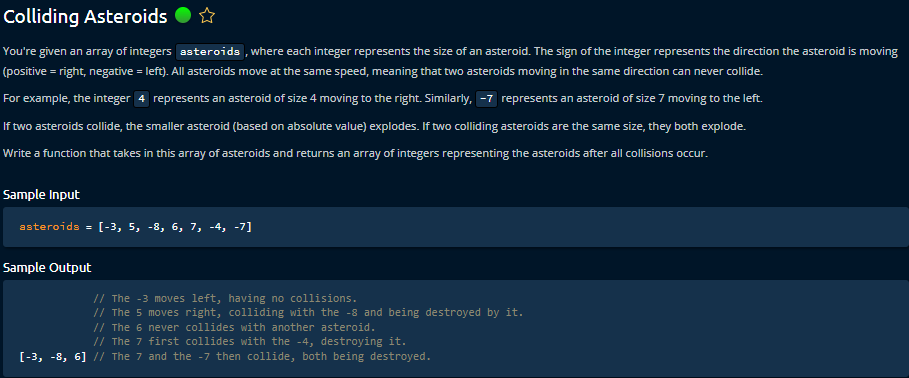 Colliding Asteroids
You're given an array of integers asteroids, where each integer represents the size of an asteroid. The sign of the integer represents the direction the asteroid is moving
(positive = right, negative = left). All asteroids move at the same speed, meaning that two asteroids moving in the same direction can never collide.
For example, the integer 4 represents an asteroid of size 4 moving to the right. Similarly, -7 represents an asteroid of size 7 moving to the left.
If two asteroids collide, the smaller asteroid (based on absolute value) explodes. If two colliding asteroids are the same size, they both explode.
Write a function that takes in this array of asteroids and returns an array of integers representing the asteroids after all collisions occur.
Sample Input
asteroids = [-3, 5, -8, 6, 7, -4, -7]
Sample Output
// The -3 moves left, having no collisions.
// The 5 moves right, colliding with the -8 and being destroyed by it.
// The 6 never collides with another asteroid.
// The 7 first collides with the -4, destroying it.
[-3, -8, 6] // The 7 and the -7 then collide, both being destroyed.